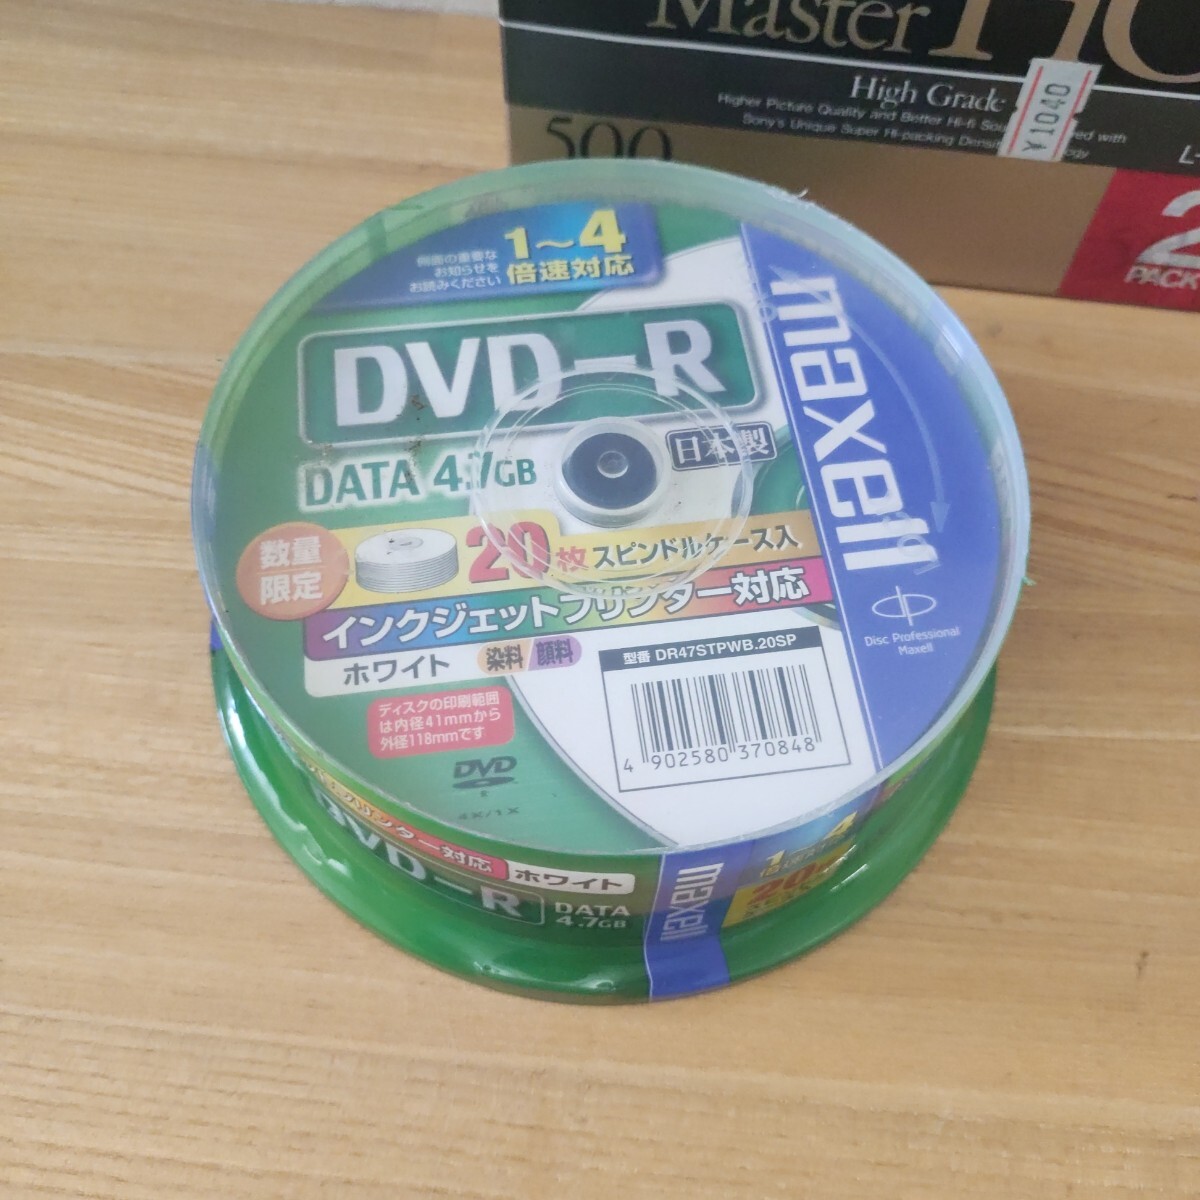 Master
High Grade
Higher Picture Quality and Better Hi-fi
Sony's Unique Super Hi-packing
¥1040
500
2
PACK
側面の重要な
お知らせを
お読みください
1~4
倍速対応
DVD-R
日本製
DATA 4.7GB
maxell
数量
限定
20枚スピンドルケース入
インクジェットプリンター対応
ホワイト
染料
顔料
Disc Professional
Maxell
型番 DR47STPWB.20SP
4 902580 370848
ディスクの印刷範囲
は内径41mmから
外径118mmです
DVD
R
4X/1X
プリンター対応
ホワイト
DVD-R
DATA
4.7GB
maxell
1~4
20